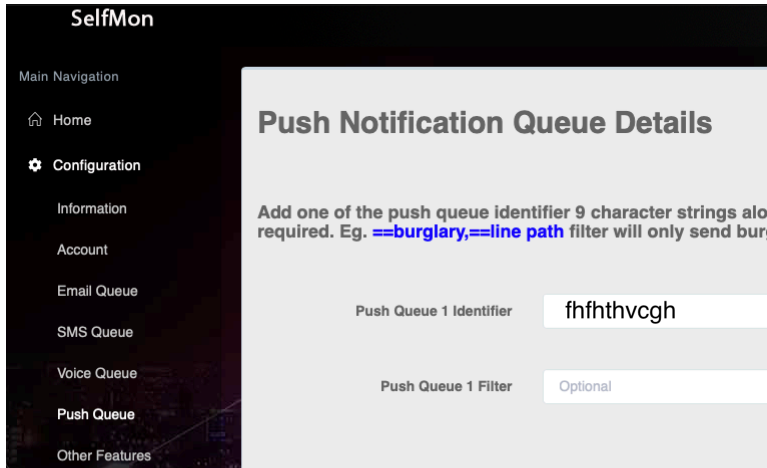 SelfMon
Main Navigation
Home
Configuration
Information
Account
Email Queue
SMS Queue
Voice Queue
Push Queue
Other Features
Push Notification Queue Details
Add one of the push queue identifier 9 character strings alo
required. Eg. ==burglary,==line path filter will only send bur
Push Queue 1 Identifier
fhfhthvcgh
Push Queue 1 Filter
Optional